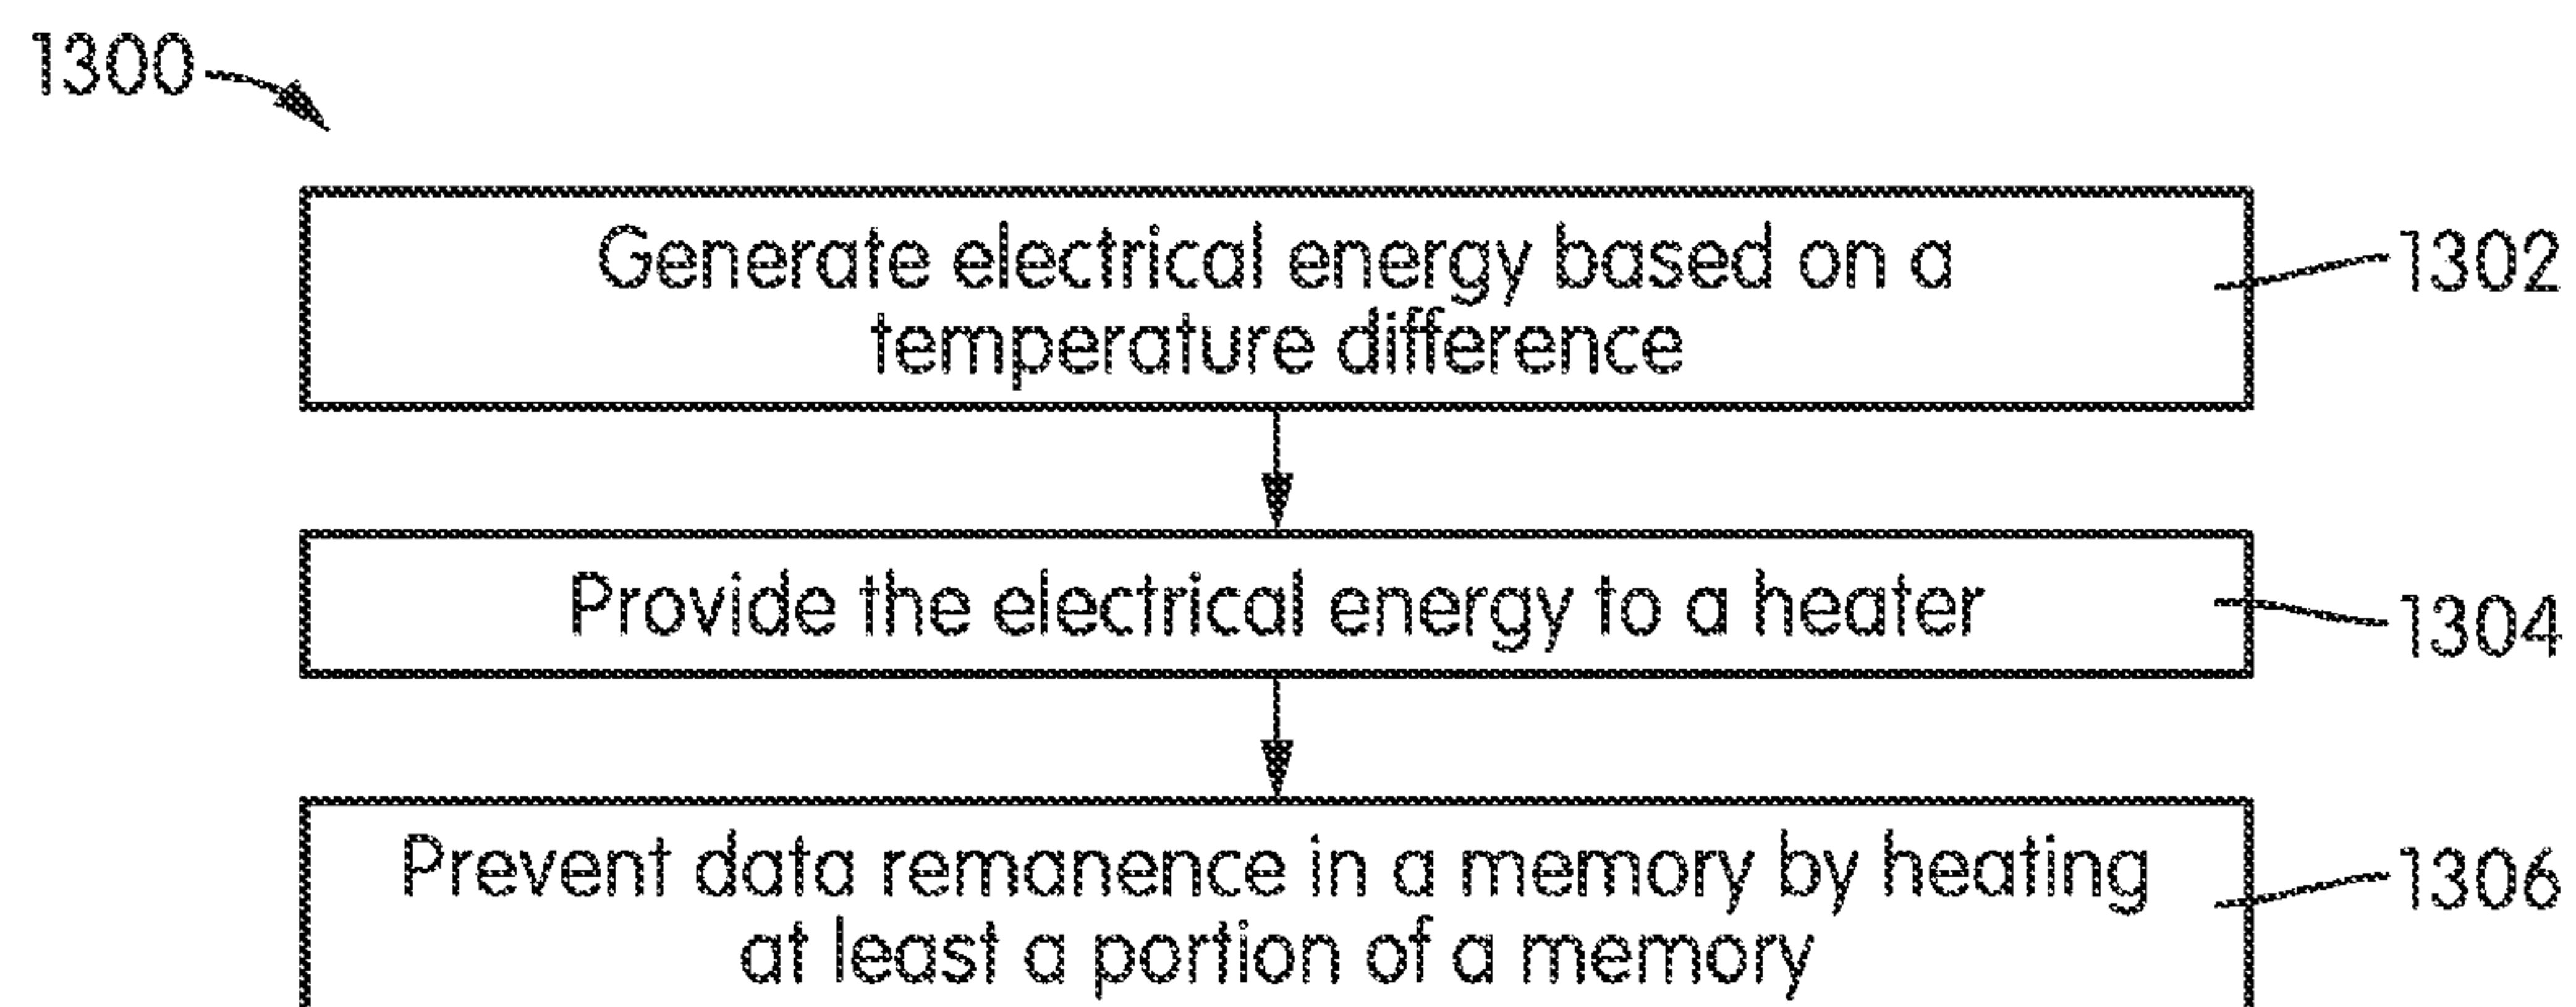 1300
Generate electrical energy based on a
temperature difference
1302
Provide the electrical energy to a heater
1304
Prevent data remanence in a memory by heating
at least a portion of a memory
1306